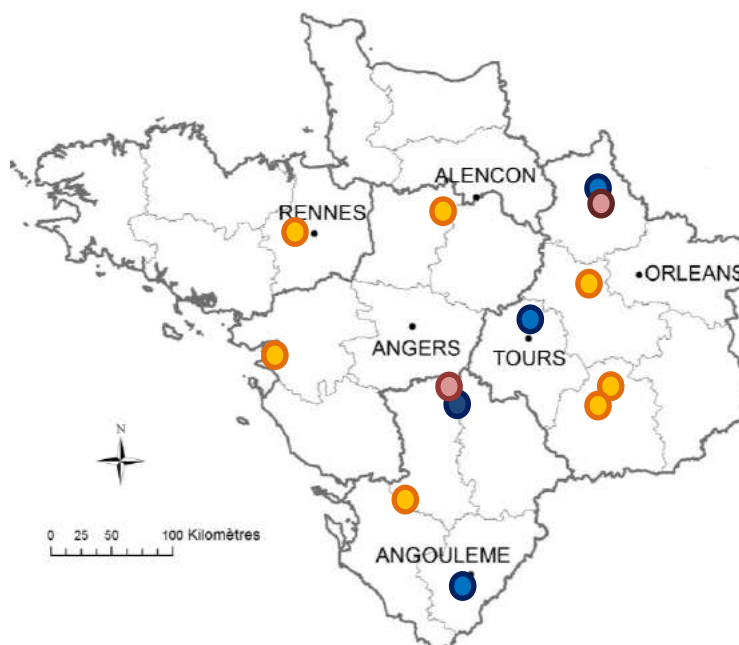 ALENCON
RENNES
ORLEANS
ANGERS
TOURS
N
0 25 50 100 Kilomètres
ANGOULEME